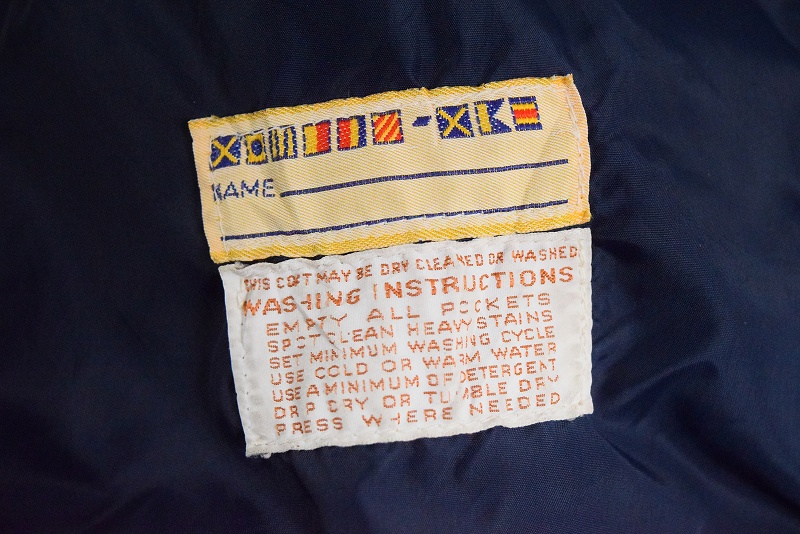 MIGHTY-MAC
NAME
THIS COAT MAY BE DRY CLEANED OR WASHED
WASHING INSTRUCTIONS
EMPTY ALL POCKETS
SPOT CLEAN HEAVY STAINS
SET MINIMUM WASHING CYCLE
USE COLD OR WARM WATER
USE A MINIMUM OF DETERGENT
DRIP DRY OR TUMBLE DRY
PRESS WHERE NEEDED